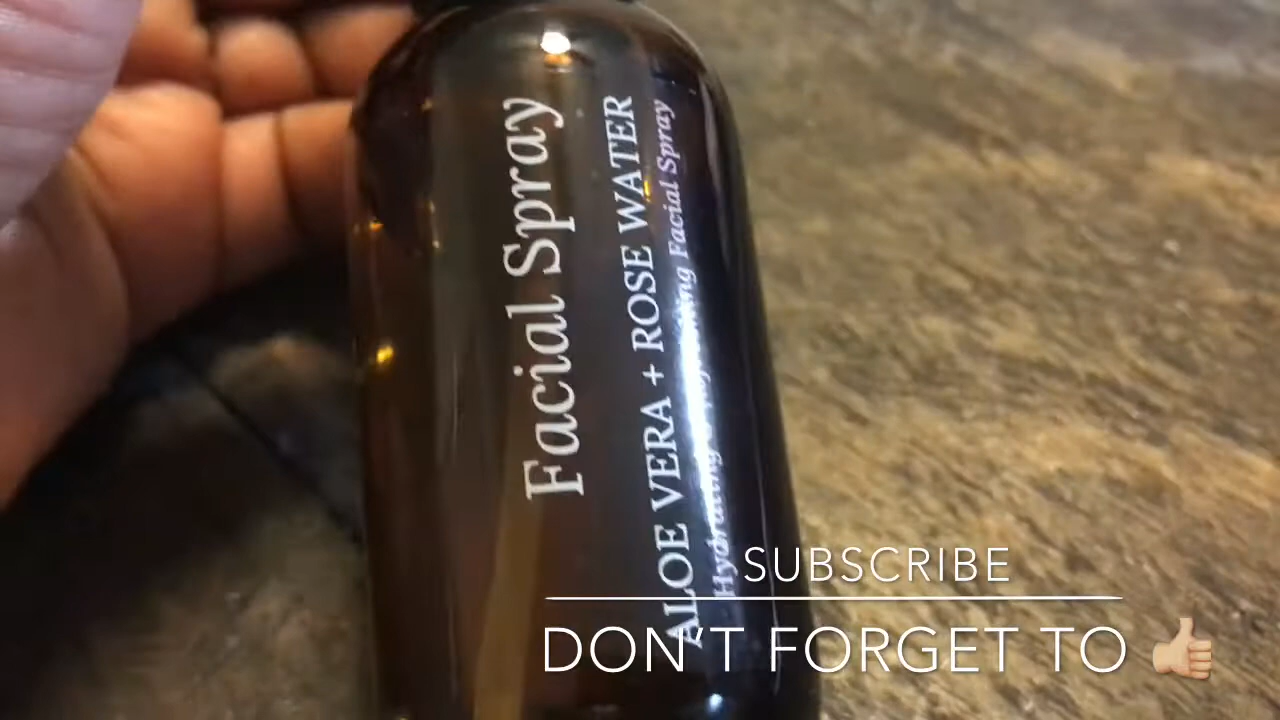 Facial Spray
ALOE VERA + ROSE WATER
Hydrating & Facial Spray
SUBSCRIBE
DON'T FORGET TO 👍🏼